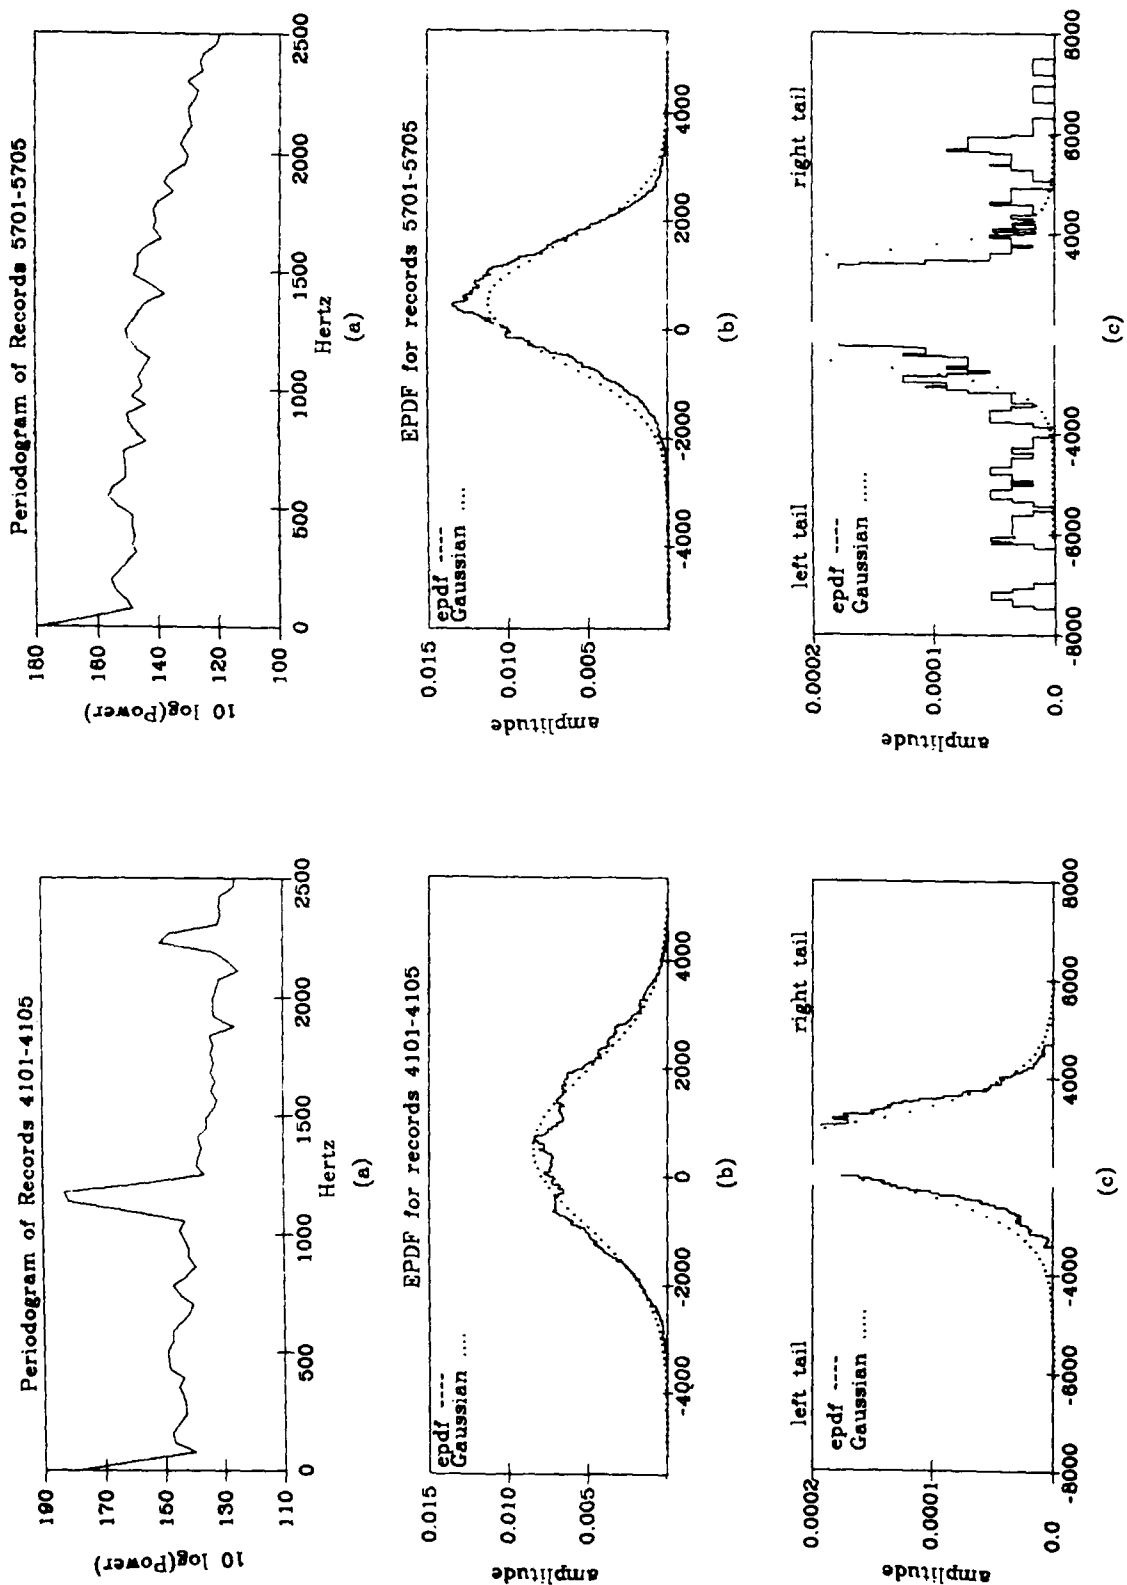 Periodogram of Records 4101-4105
10 log(Power)
190
170
150
130
110
0
500
1000
1500
2000
2500
Hertz
(a)
EPDF for records 4101-4105
epdf ----
Gaussian ....
amplitude
0.015
0.010
0.005
-4000
-2000
0
2000
4000
(b)
left tail
right tail
epdf ----
Gaussian .....
amplitude
0.0002
0.0001
0.0
-8000
-6000
-4000
4000
6000
8000
(c)
Periodogram of Records 5701-5705
10 log(Power)
180
160
140
120
100
0
500
1000
1500
2000
2500
Hertz
(a)
EPDF for records 5701-5705
epdf ----
Gaussian ....
amplitude
0.015
0.010
0.005
-4000
-2000
0
2000
4000
(b)
left tail
right tail
epdf ----
Gaussian .....
amplitude
0.0002
0.0001
0.0
-8000
-6000
-4000
4000
6000
8000
(c)